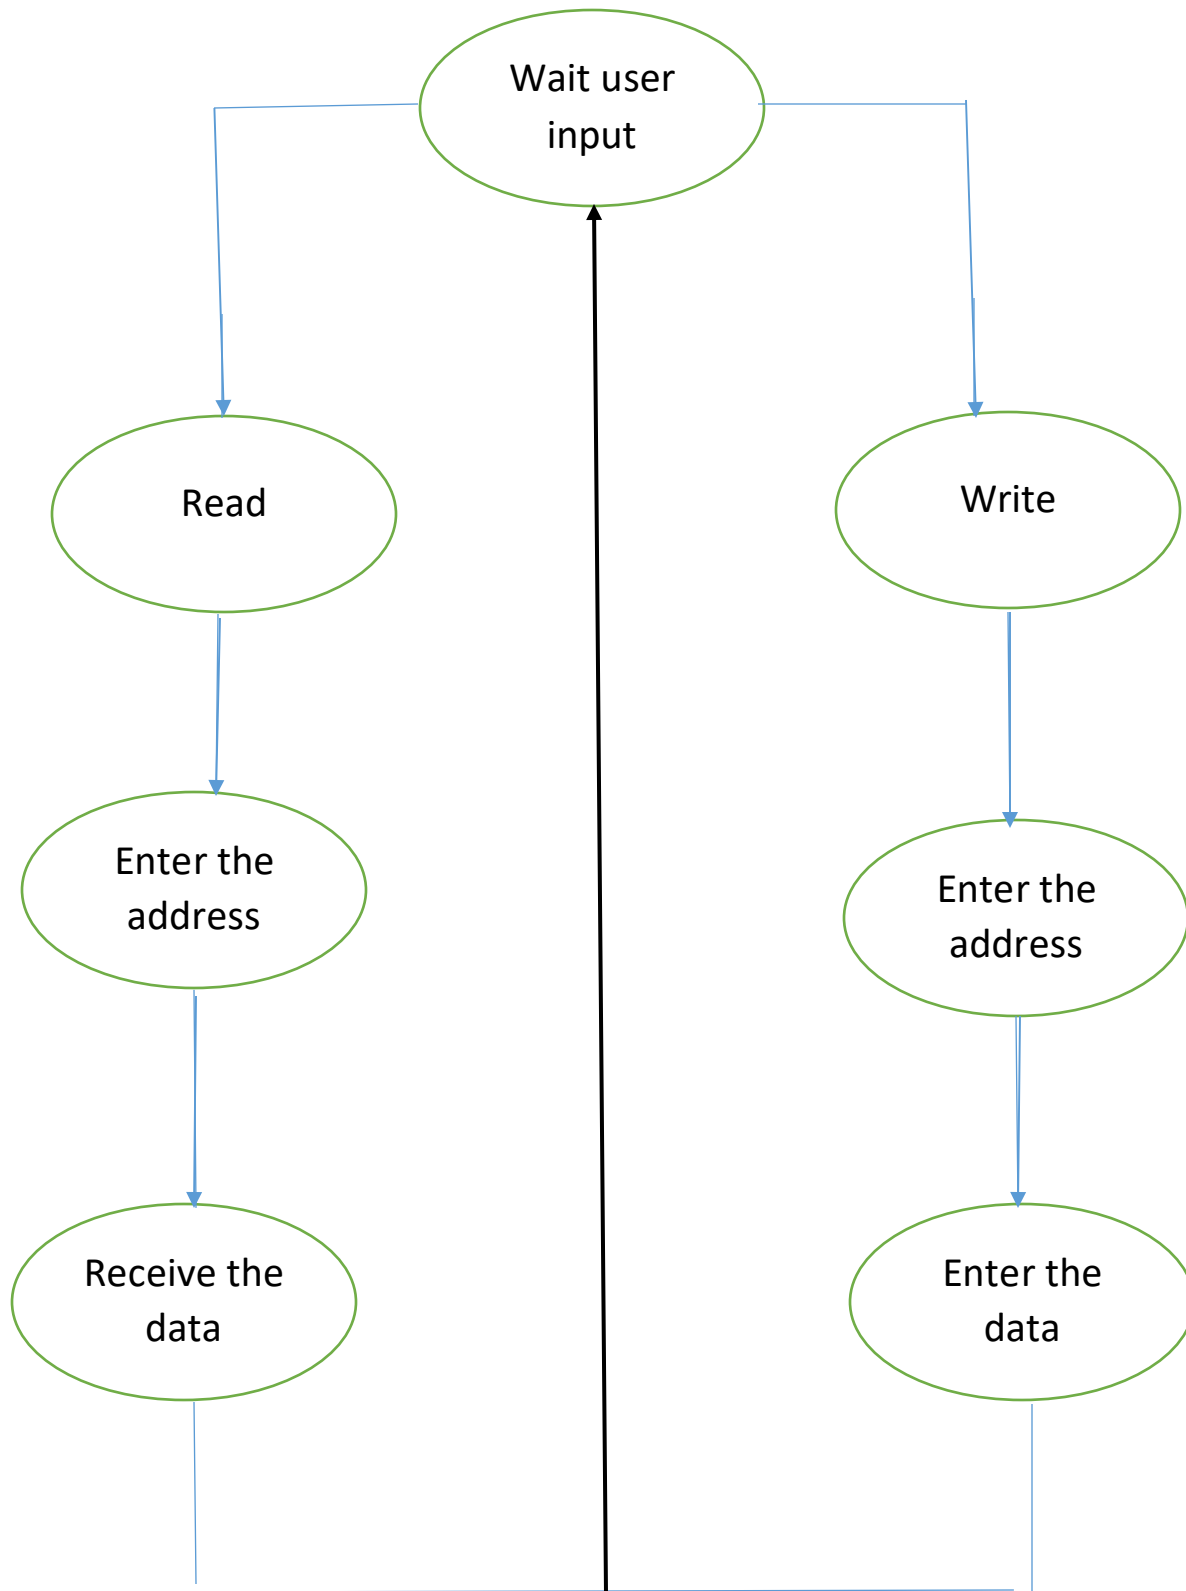 Wait user
input
Read
Write
Enter the
address
Enter the
address
Receive the
data
Enter the
data